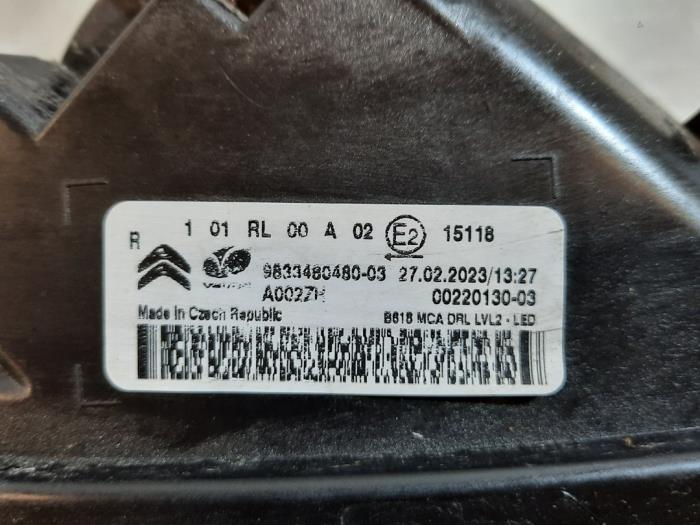 1 01 RL 00 A 02 E2 15118
R
9833480480-03 27.02.2023/13:27
A002ZH 00220130-03
Made In Czech Republic B618 MCA DRL LVL2 - LED